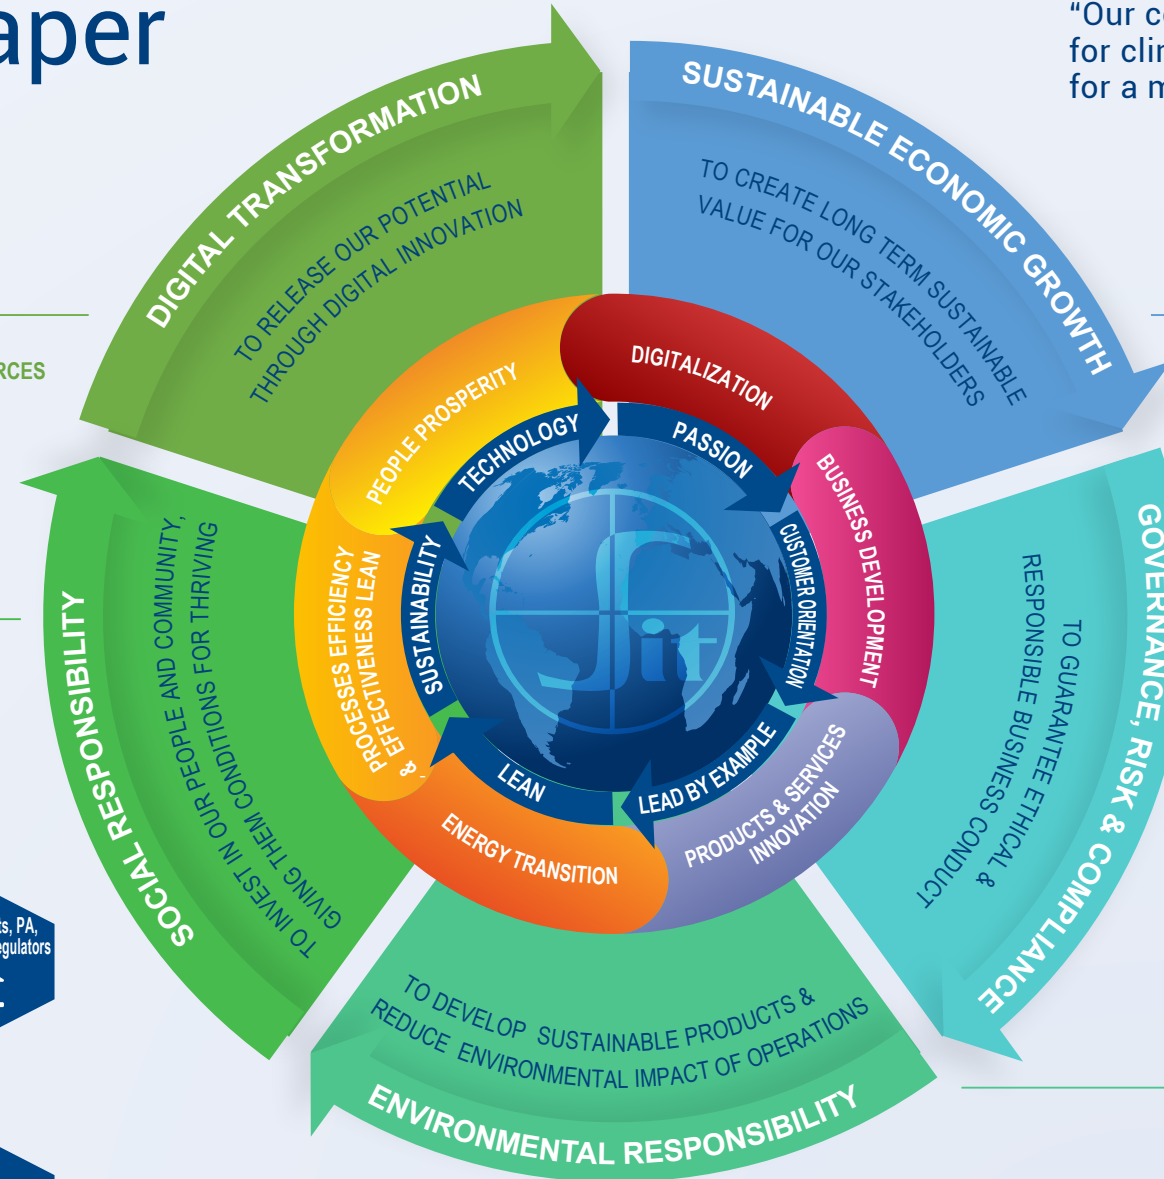 aper
"Our co
for clin
for a m
DIGITAL TRANSFORMATION
TO RELEASE OUR POTENTIAL
THROUGH DIGITAL INNOVATION
SUSTAINABLE ECONOMIC GROWTH
TO CREATE LONG TERM SUSTAINABLE
VALUE FOR OUR STAKEHOLDERS
GOVERNANCE, RISK & COMPLIANCE
TO GUARANTEE ETHICAL &
RESPONSIBLE BUSINESS CONDUCT
ENVIRONMENTAL RESPONSIBILITY
TO DEVELOP SUSTAINABLE PRODUCTS &
REDUCE ENVIRONMENTAL IMPACT OF OPERATIONS
SOCIAL RESPONSIBILITY
TO INVEST IN OUR PEOPLE AND COMMUNITY,
GIVING THEM CONDITIONS FOR THRIVING
DIGITALIZATION
BUSINESS DEVELOPMENT
PRODUCTS & SERVICES
INNOVATION
ENERGY TRANSITION
PROCESSES EFFICIENCY
& EFFECTIVENESS LEAN
PEOPLE PROSPERITY
TECHNOLOGY
PASSION
CUSTOMER ORIENTATION
LEAD BY EXAMPLE
LEAN
SUSTAINABILITY
Sit
RCES
ts, PA,
egulators